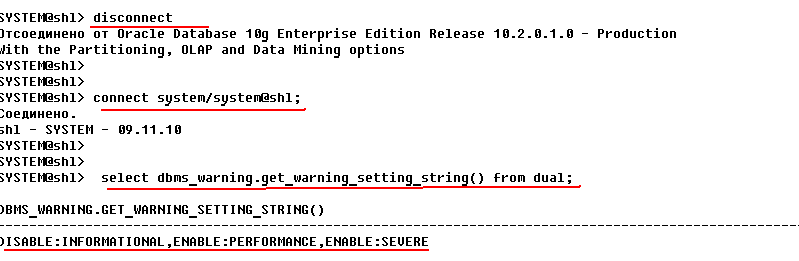 SYSTEM@shl> disconnect
Отсоединено от Oracle Database 10g Enterprise Edition Release 10.2.0.1.0 - Production
With the Partitioning, OLAP and Data Mining options
SYSTEM@shl>
SYSTEM@shl>
SYSTEM@shl> connect system/system@shl;
Соединено.
shl - SYSTEM - 09.11.10
SYSTEM@shl>
SYSTEM@shl>
SYSTEM@shl>  select dbms_warning.get_warning_setting_string() from dual;
DBMS_WARNING.GET_WARNING_SETTING_STRING()
--------------------------------------------------------------------------------
DISABLE:INFORMATIONAL,ENABLE:PERFORMANCE,ENABLE:SEVERE